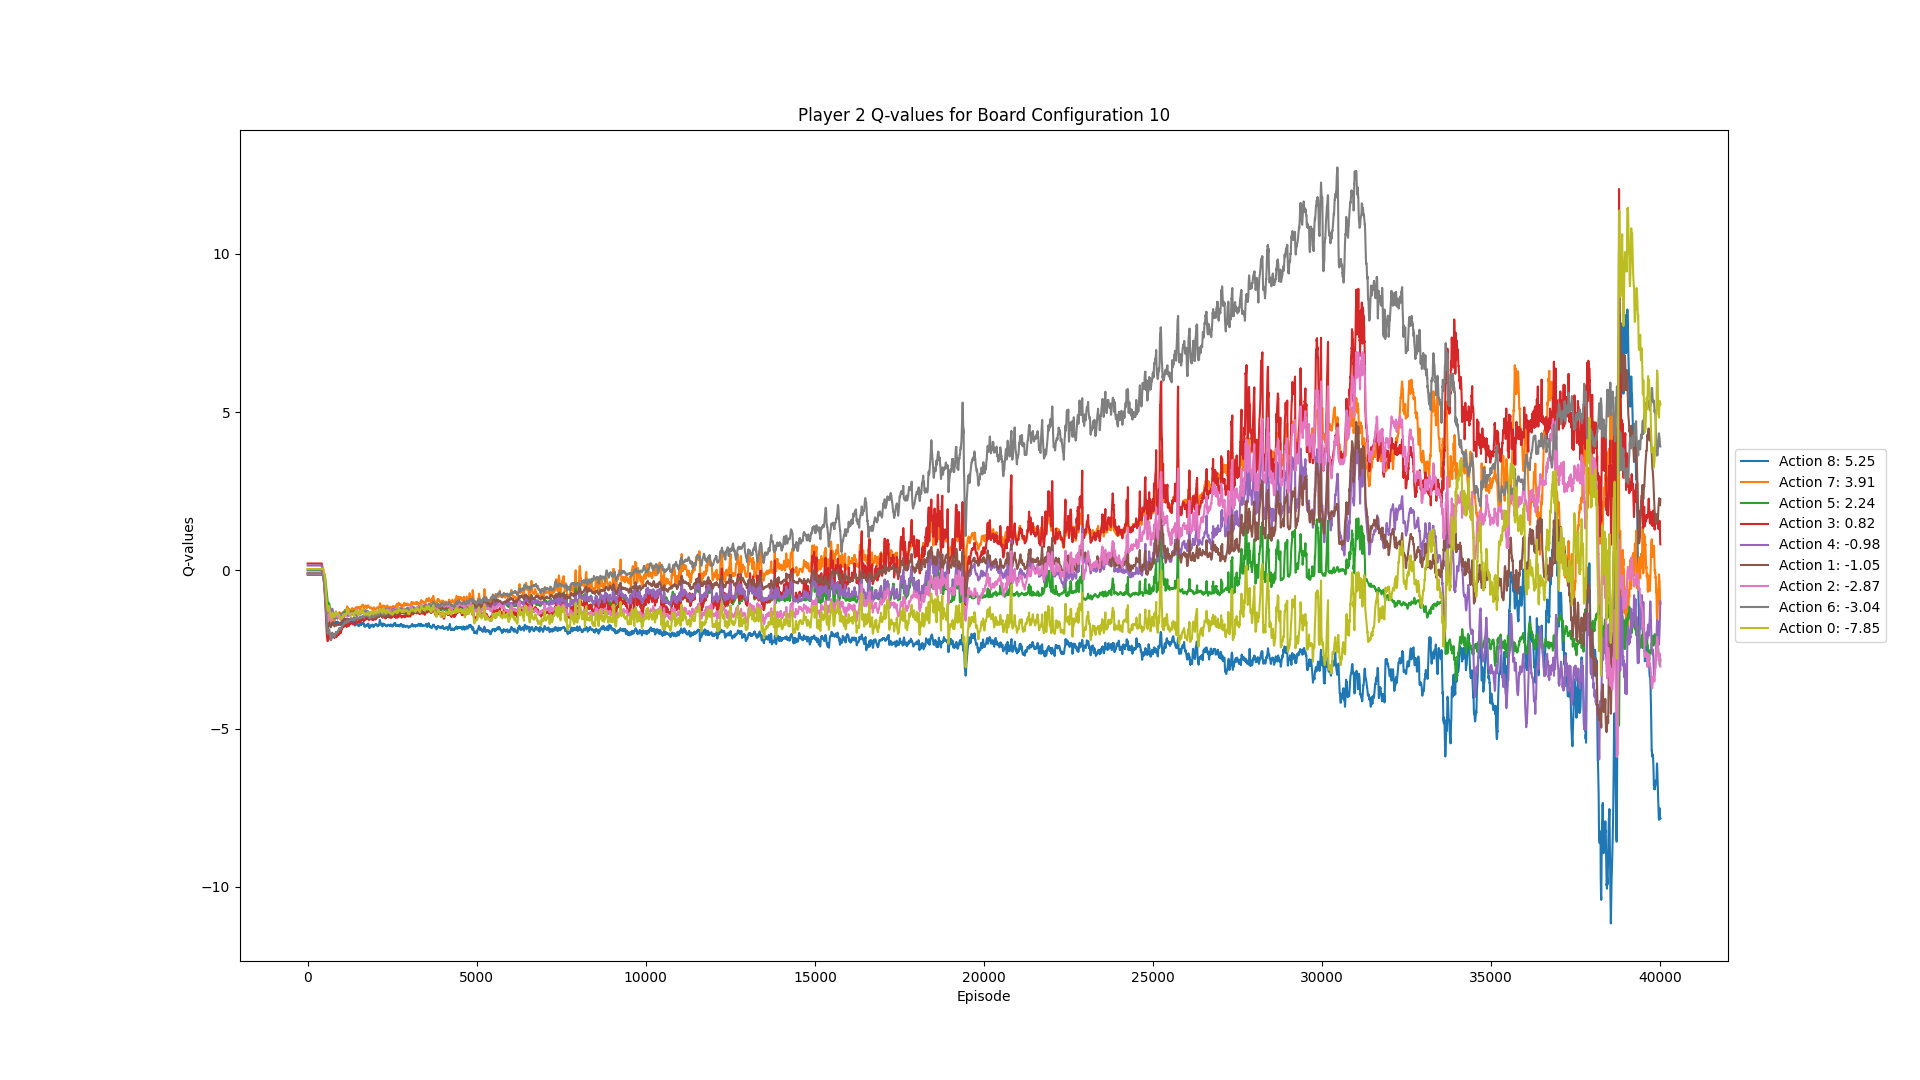 Player 2 Q-values for Board Configuration 10
Q-values
10
5
0
−5
−10
0
5000
10000
15000
20000
25000
30000
35000
40000
Episode
Action 8: 5.25
Action 7: 3.91
Action 5: 2.24
Action 3: 0.82
Action 4: -0.98
Action 1: -1.05
Action 2: -2.87
Action 6: -3.04
Action 0: -7.85